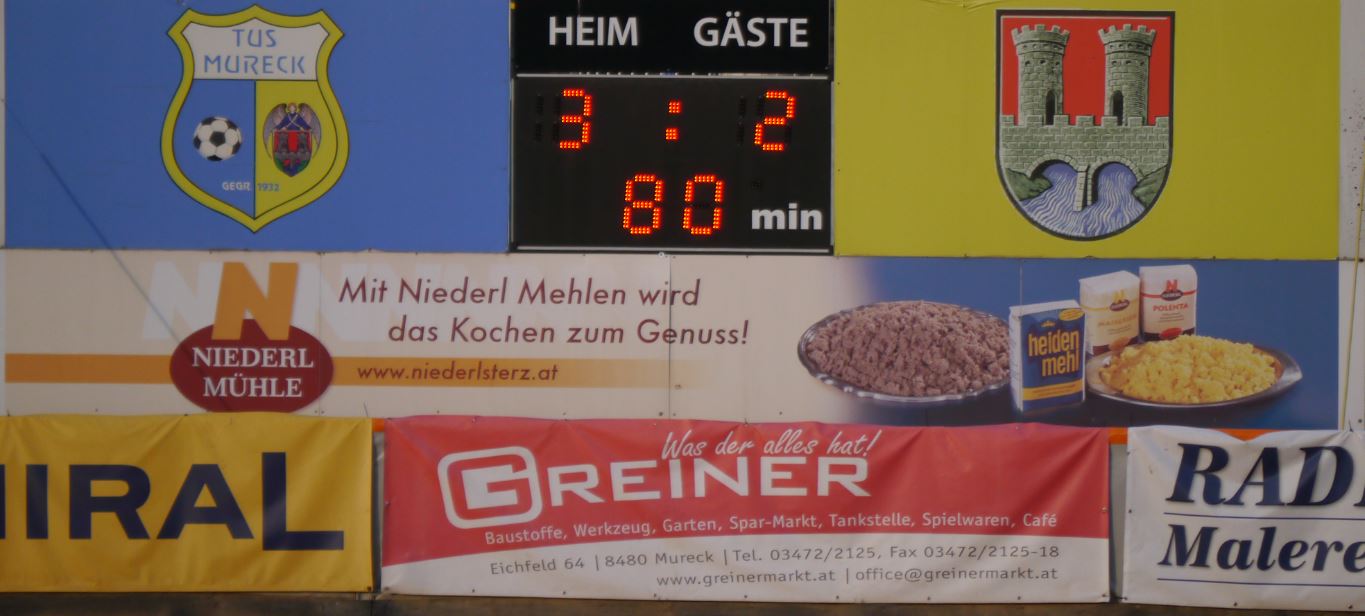 TUS
MURECK
GEGR. 1932
HEIM GÄSTE
3 : 2
80 min
N
NIEDERL
MÜHLE
Mit Niederl Mehlen wird
das Kochen zum Genuss!
www.niederlsterz.at
helden
mehl
POLENTA
IRAL
Was der alles hat!
GREINER
Baustoffe, Werkzeug, Garten, Spar-Markt, Tankstelle, Spielwaren, Café
Eichfeld 64 | 8480 Mureck | Tel. 03472/2125, Fax 03472/2125-18
www.greinermarkt.at | office@greinermarkt.at
RAD
Malere